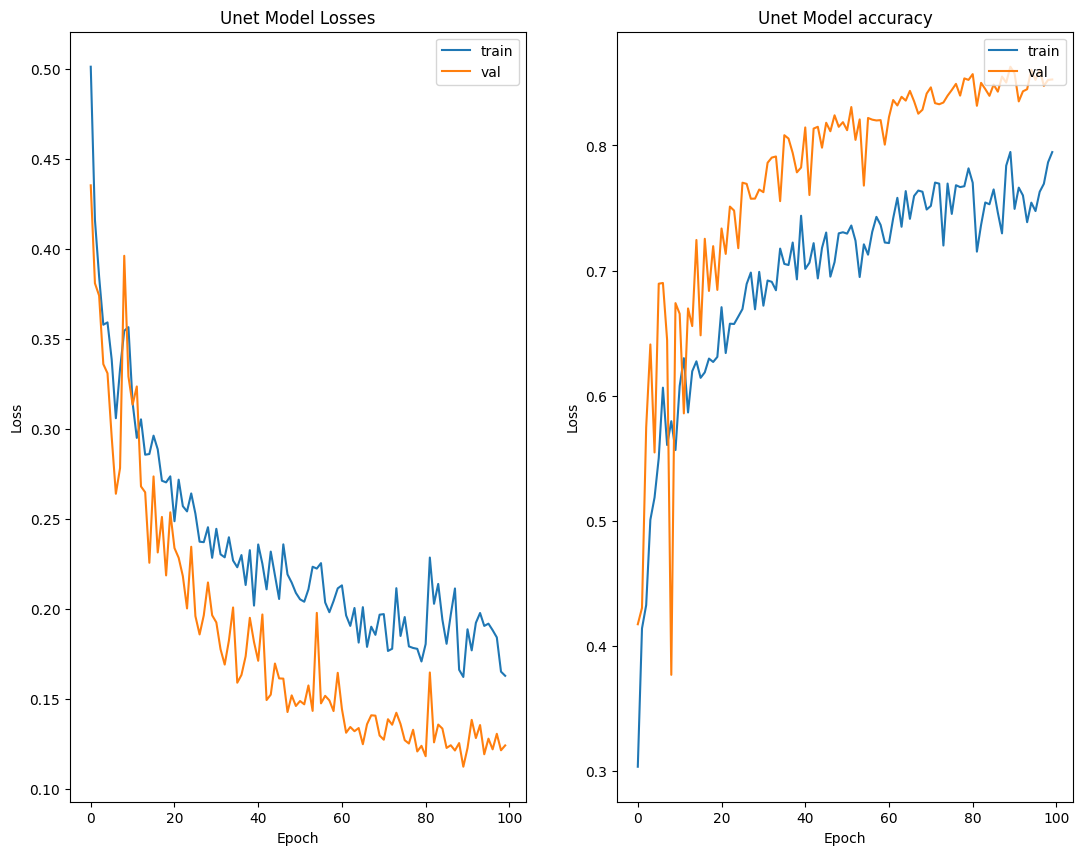 Unet Model Losses
train
val
0.50
0.45
0.40
0.35
0.30
0.25
0.20
0.15
0.10
Loss
0 20 40 60 80 100
Epoch
Unet Model accuracy
train
val
0.8
0.7
0.6
0.5
0.4
0.3
Loss
0 20 40 60 80 100
Epoch